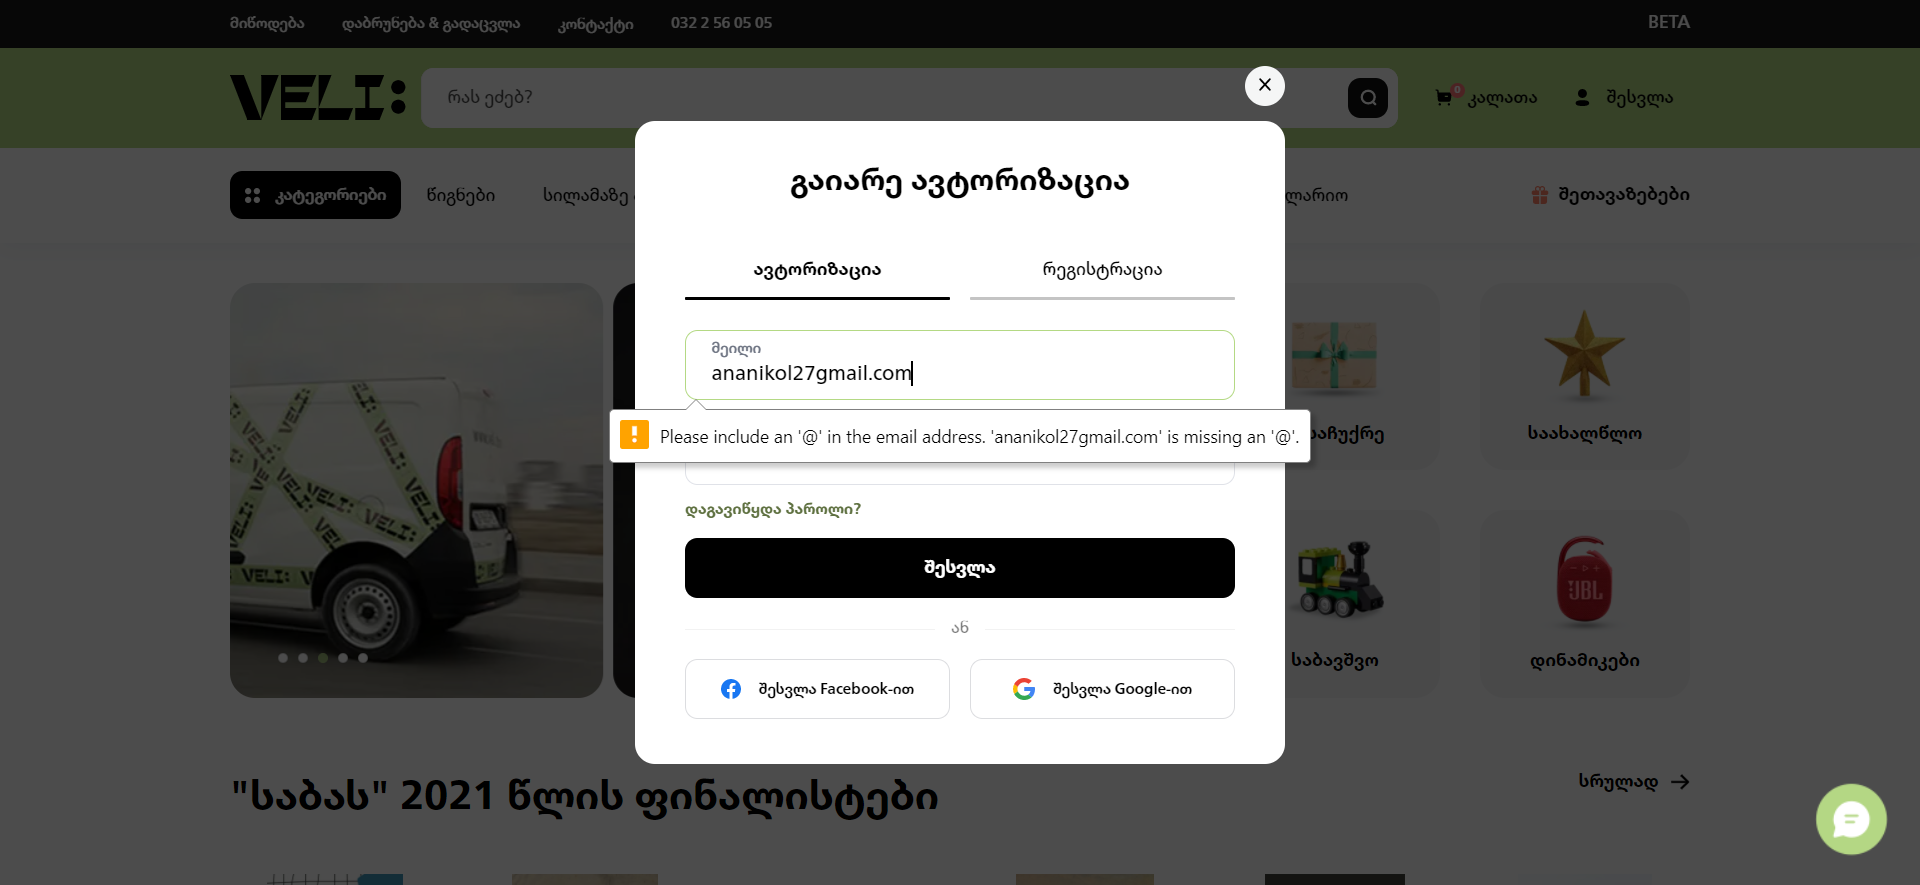 მიწოდება
დაბრუნება & გადაცვლა
კონტაქტი
032 2 56 05 05
BETA
VELI:
რას ეძებ?
0
კალათა
შესვლა
კატეგორიები
წიგნები
სილამაზე
ლარიო
შეთავაზებები
გაიარე ავტორიზაცია
ავტორიზაცია
რეგისტრაცია
მეილი
ananikol27gmail.com
Please include an '@' in the email address. 'ananikol27gmail.com' is missing an '@'.
დაგავიწყდა პაროლი?
შესვლა
ან
შესვლა Facebook-ით
შესვლა Google-ით
საჩუქრე
საახალწლო
VELI:
JBL
საბავშვო
დინამიკები
"საბას" 2021 წლის ფინალისტები
სრულად